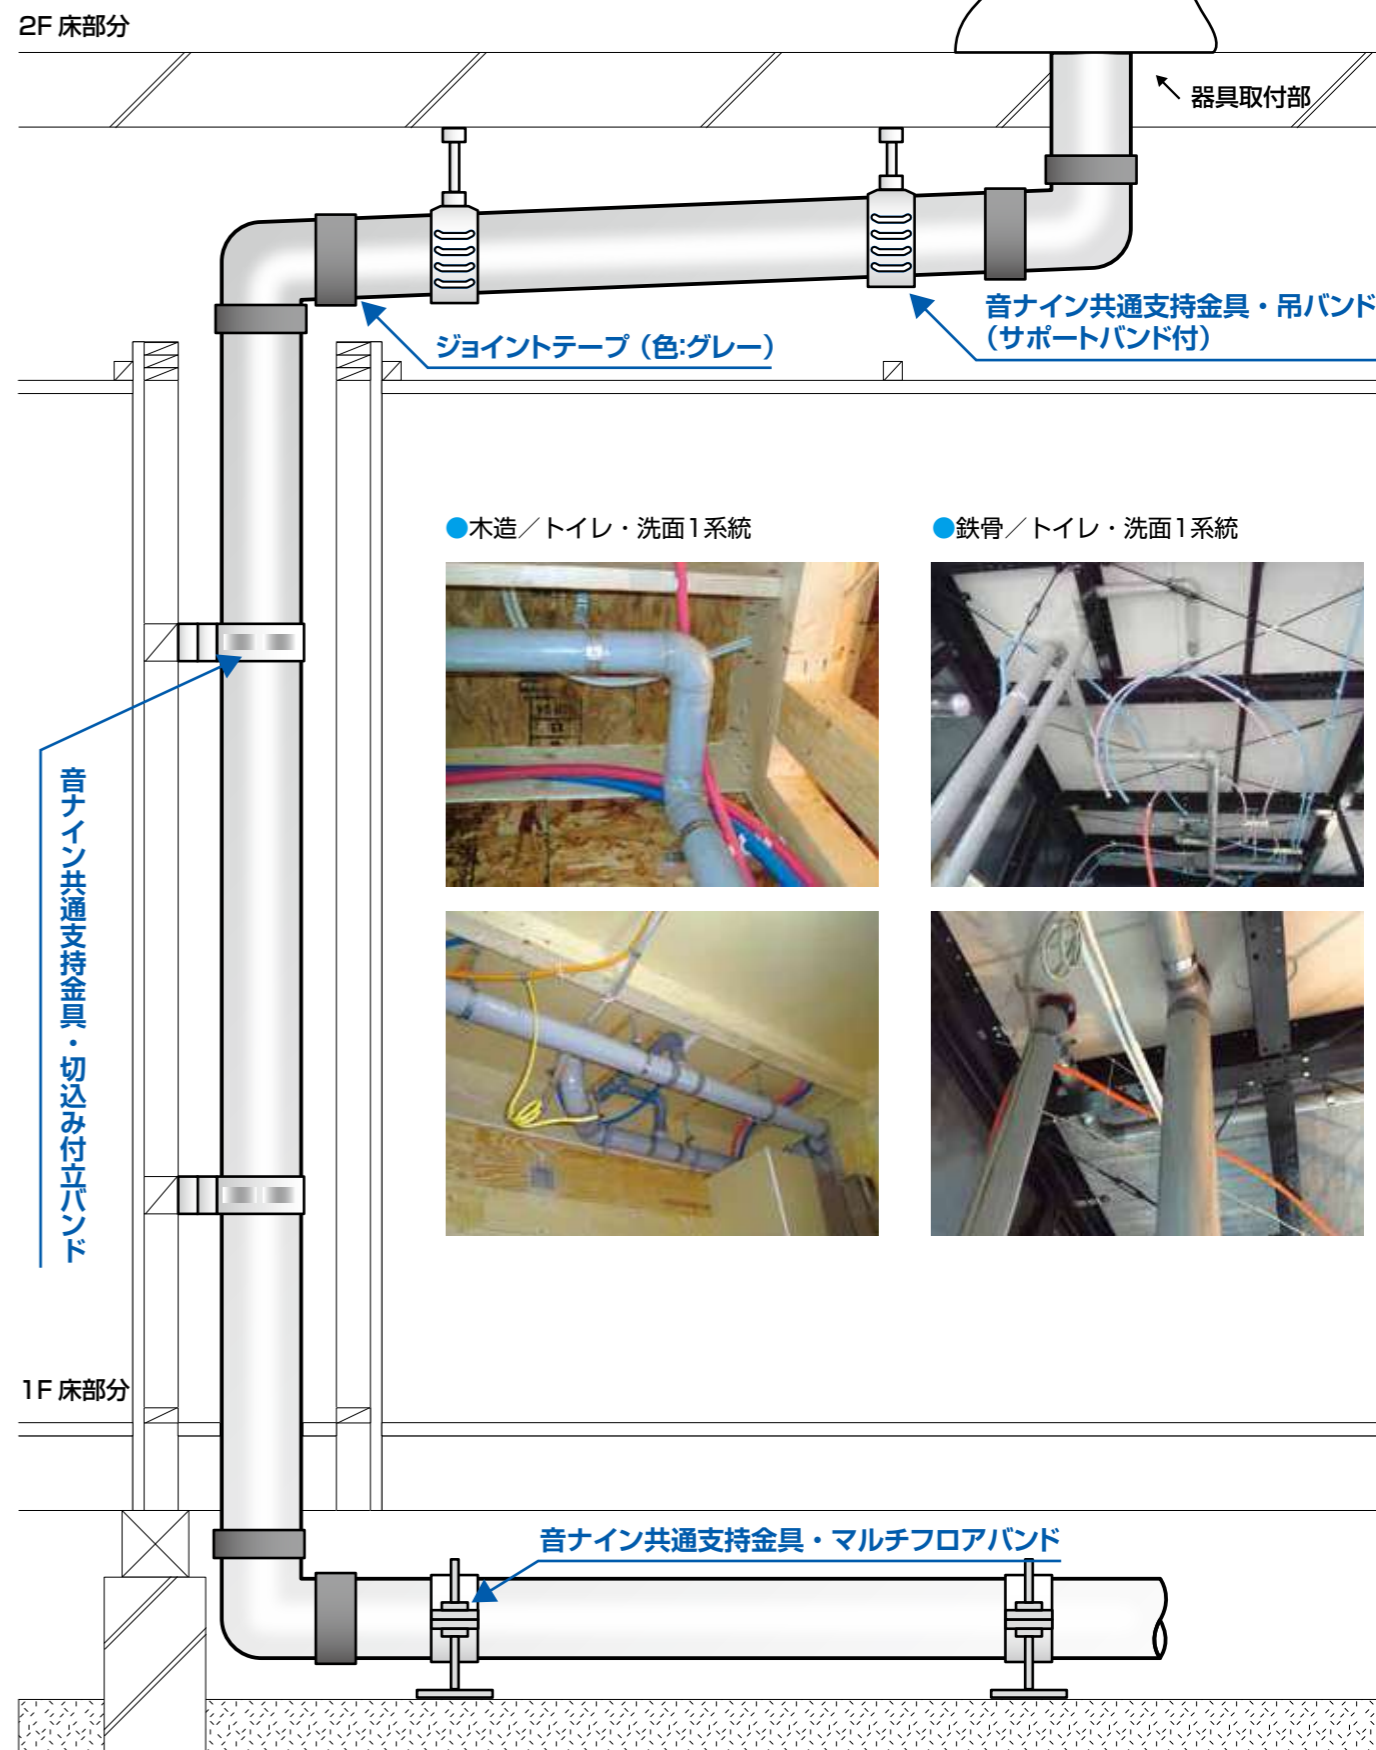 2F 床部分
器具取付部
音ナイン共通支持金具・吊バンド
（サポートバンド付）
ジョイントテープ（色:グレー）
●木造／トイレ・洗面1系統
●鉄骨／トイレ・洗面1系統
音ナイン共通支持金具・切込み付立バンド
1F 床部分
音ナイン共通支持金具・マルチフロアバンド